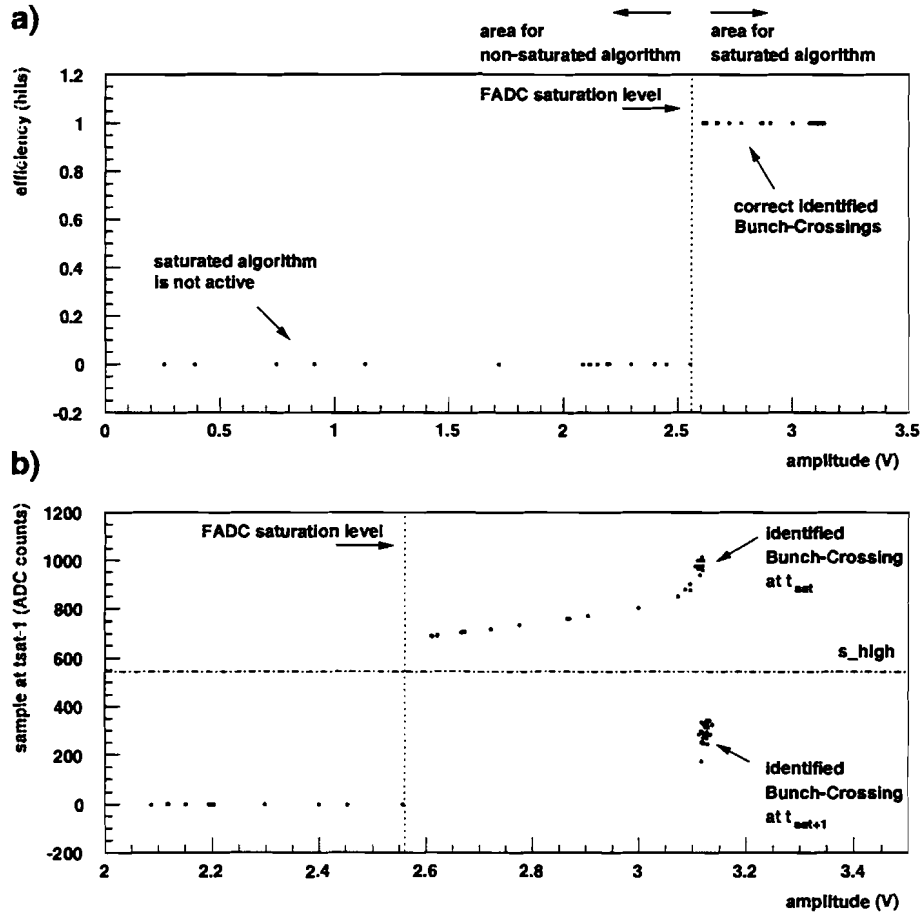 a)
area for
non-saturated algorithm
area for
saturated algorithm
efficiency (hits)
1.2
1
0.8
0.6
0.4
0.2
0
-0.2
FADC saturation level
correct identified
Bunch-Crossings
saturated algorithm
is not active
0 0.5 1 1.5 2 2.5 3 3.5
amplitude (V)
b)
sample at tsat-1 (ADC counts)
1200
1000
800
600
400
200
0
-200
FADC saturation level
identified
Bunch-Crossing
at t sat
s_high
identified
Bunch-Crossing
at t sat+1
2 2.2 2.4 2.6 2.8 3 3.2 3.4
amplitude (V)